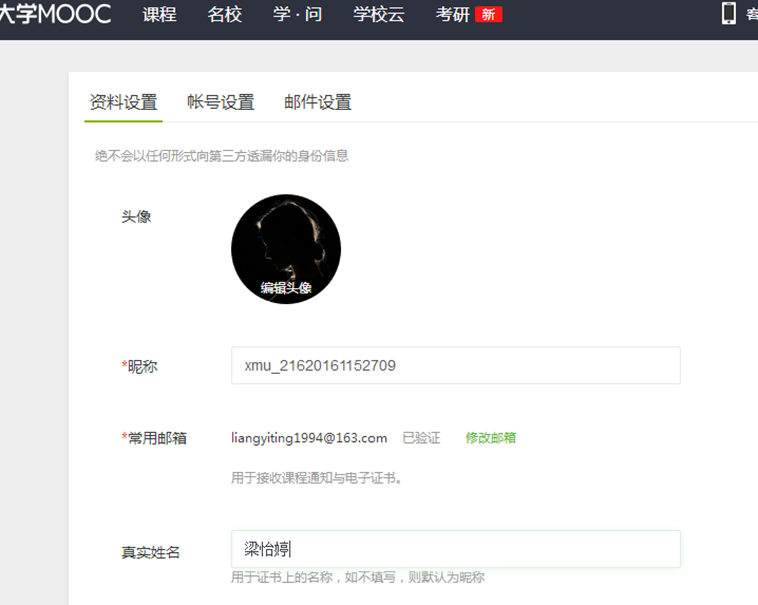 大学MOOC 课程 名校 学·问 学校云 考研 新 客
资料设置 帐号设置 邮件设置
绝不会以任何形式向第三方透漏你的身份信息
头像
编辑头像
*昵称 xmu_21620161152709
*常用邮箱 liangyiting1994@163.com 已验证 修改邮箱
用于接收课程通知与电子证书。
真实姓名 梁怡婷
用于证书上的名称，如不填写，则默认为昵称